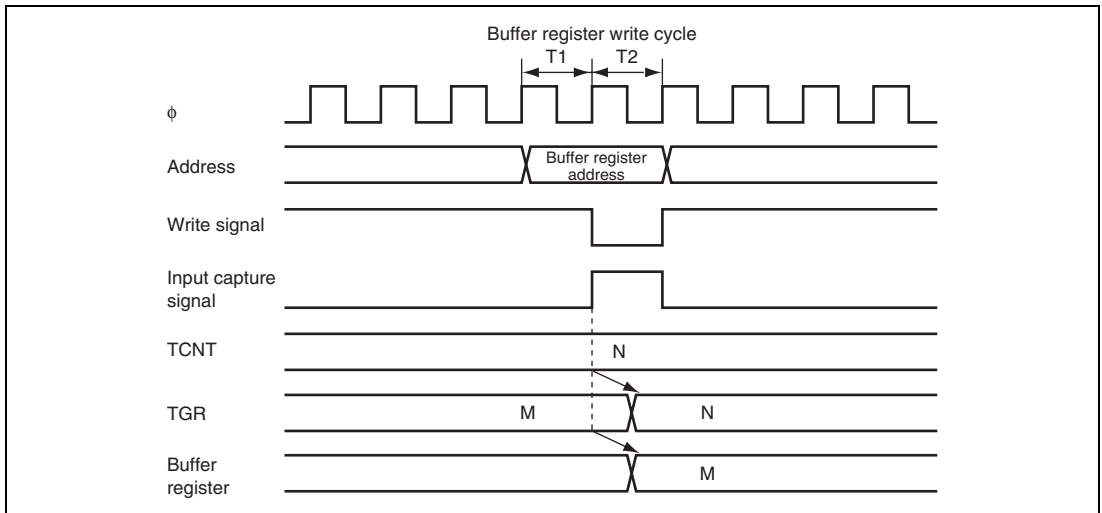 Buffer register write cycle
T1 T2
ϕ
Address
Buffer register
address
Write signal
Input capture
signal
TCNT
N
TGR
M N
Buffer
register
M